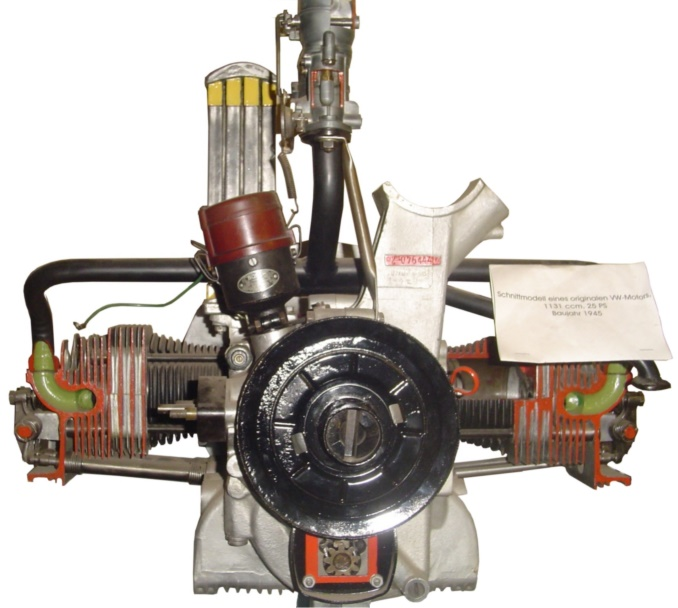 Schnittmodell eines originalen VW-Motors
1131 ccm, 25 PS
Baujahr 1945